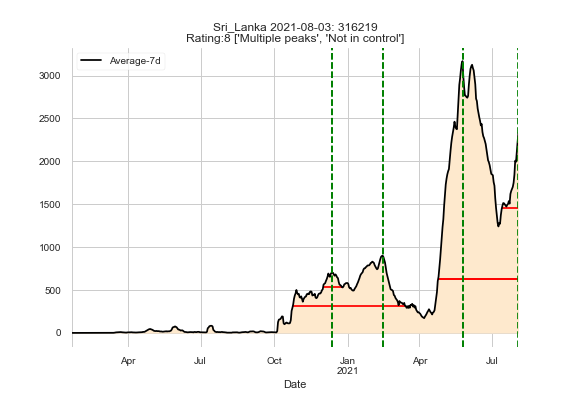 Sri_Lanka 2021-08-03: 316219
Rating:8 ['Multiple peaks', 'Not in control']
Average-7d
3000
2500
2000
1500
1000
500
0
Apr Jul Oct Jan Apr Jul
2021
Date